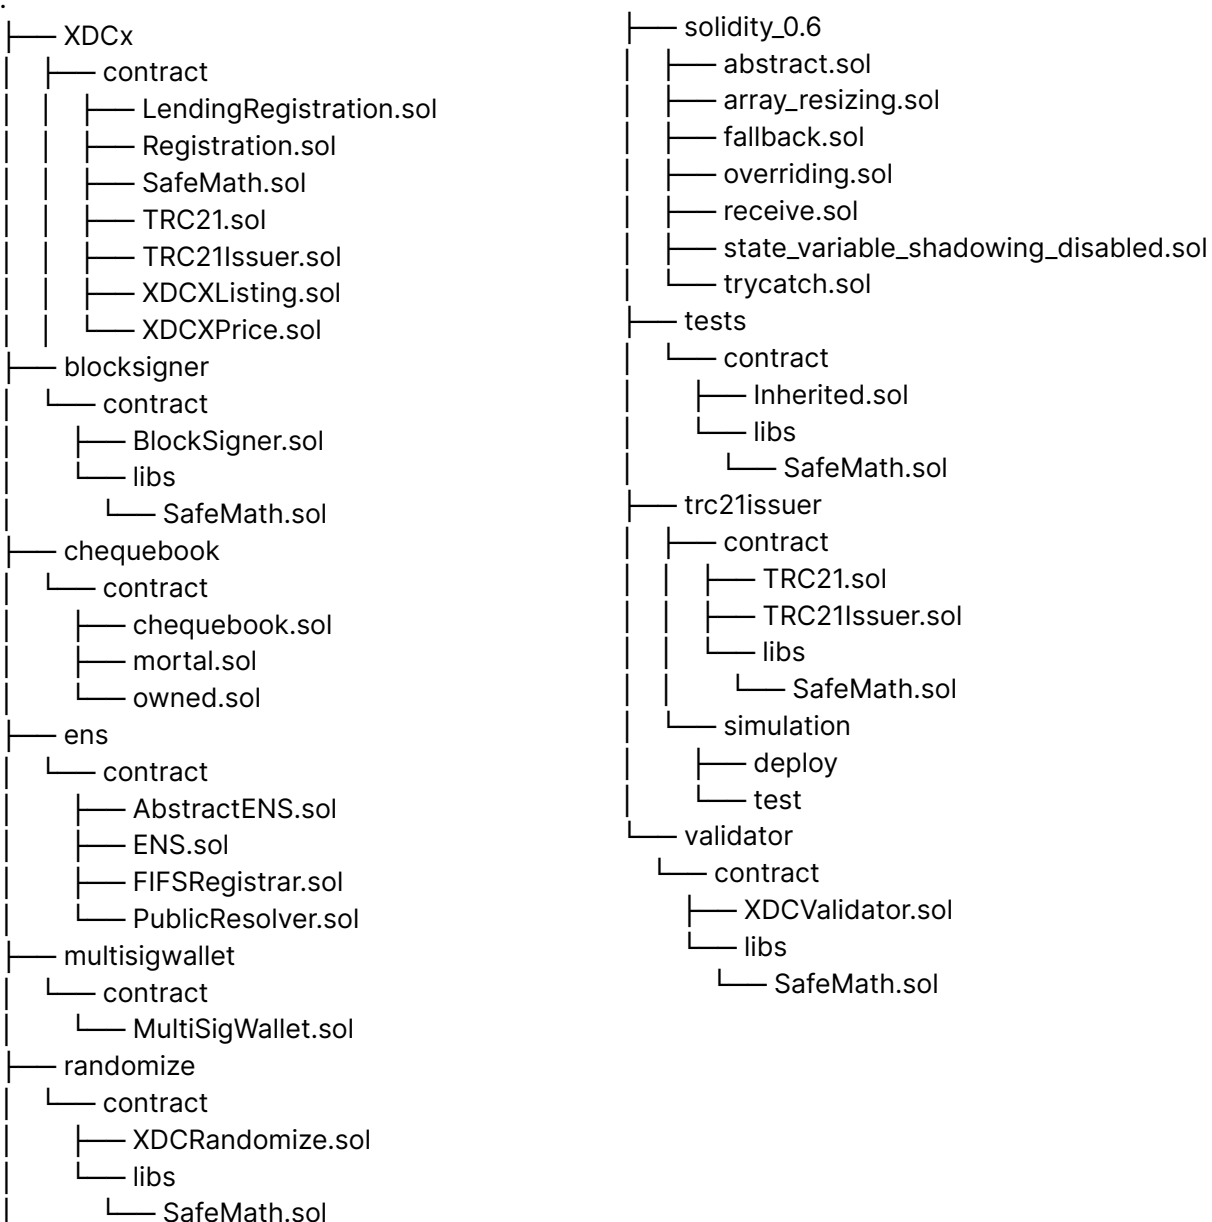 .
├── XDCx
│   ├── contract
│   │   ├── LendingRegistration.sol
│   │   ├── Registration.sol
│   │   ├── SafeMath.sol
│   │   ├── TRC21.sol
│   │   ├── TRC21Issuer.sol
│   │   ├── XDCXListing.sol
│   │   └── XDCXPrice.sol
├── blocksigner
│   └── contract
│       ├── BlockSigner.sol
│       └── libs
│           └── SafeMath.sol
├── chequebook
│   └── contract
│       ├── chequebook.sol
│       ├── mortal.sol
│       └── owned.sol
├── ens
│   └── contract
│       ├── AbstractENS.sol
│       ├── ENS.sol
│       ├── FIFSRegistrar.sol
│       └── PublicResolver.sol
├── multisigwallet
│   └── contract
│       └── MultiSigWallet.sol
├── randomize
│   └── contract
│       ├── XDCRandomize.sol
│       └── libs
│           └── SafeMath.sol
├── solidity_0.6
│   ├── abstract.sol
│   ├── array_resizing.sol
│   ├── fallback.sol
│   ├── overriding.sol
│   ├── receive.sol
│   ├── state_variable_shadowing_disabled.sol
│   └── trycatch.sol
├── tests
│   └── contract
│       ├── Inherited.sol
│       └── libs
│           └── SafeMath.sol
├── trc21issuer
│   ├── contract
│   │   ├── TRC21.sol
│   │   ├── TRC21Issuer.sol
│   │   └── libs
│   │       └── SafeMath.sol
│   └── simulation
│       ├── deploy
│       └── test
└── validator
    └── contract
        ├── XDCValidator.sol
        └── libs
            └── SafeMath.sol